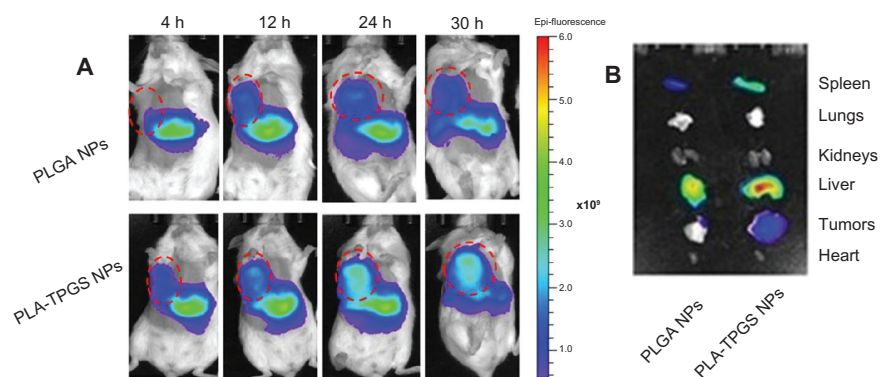 4 h
12 h
24 h
30 h
Epi-fluorescence
A
B
6.0
5.0
4.0
x10⁹
3.0
2.0
1.0
PLGA NPs
PLA-TPGS NPs
Spleen
Lungs
Kidneys
Liver
Tumors
Heart
PLGA NPs
PLA-TPGS NPs